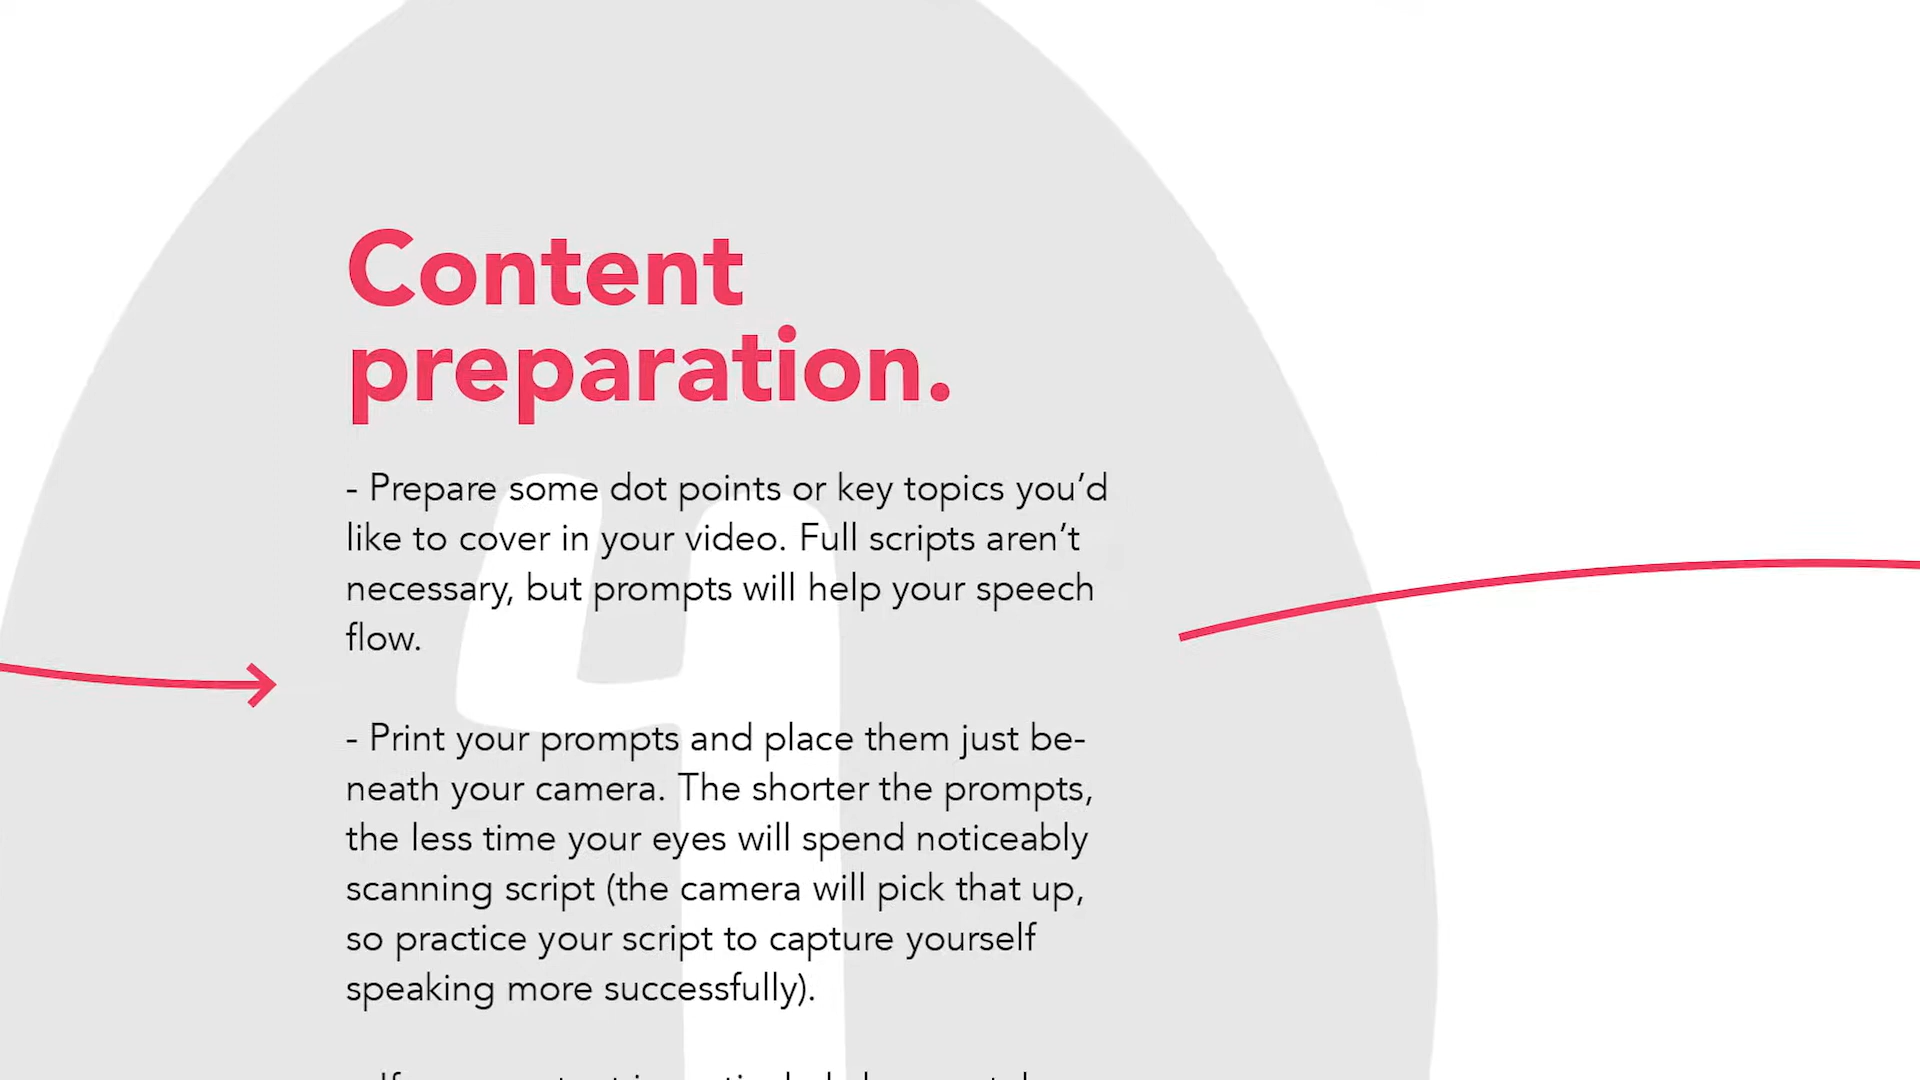 Content
preparation.
4
- Prepare some dot points or key topics you’d
like to cover in your video. Full scripts aren’t
necessary, but prompts will help your speech
flow.
- Print your prompts and place them just be-
neath your camera. The shorter the prompts,
the less time your eyes will spend noticeably
scanning script (the camera will pick that up,
so practice your script to capture yourself
speaking more successfully).